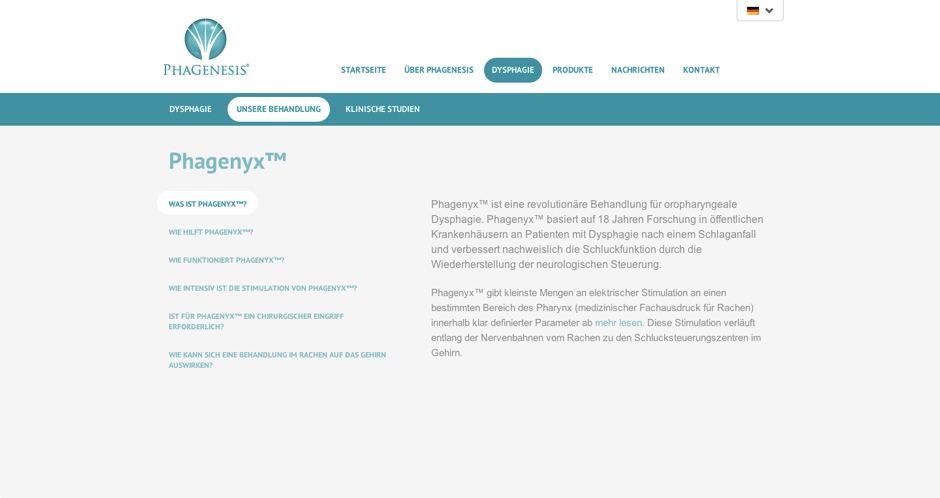 PHAGENESIS®
STARTSEITE
ÜBER PHAGENESIS
DYSPHAGIE
PRODUKTE
NACHRICHTEN
KONTAKT
DYSPHAGIE
UNSERE BEHANDLUNG
KLINISCHE STUDIEN
Phagenyx™
WAS IST PHAGENYX™?
WIE HILFT PHAGENYX™?
WIE FUNKTIONIERT PHAGENYX™?
WIE INTENSIV IST DIE STIMULATION VON PHAGENYX™?
IST FÜR PHAGENYX™ EIN CHIRURGISCHER EINGRIFF
ERFORDERLICH?
WIE KANN SICH EINE BEHANDLUNG IM RACHEN AUF DAS GEHIRN
AUSWIRKEN?
Phagenyx™ ist eine revolutionäre Behandlung für oropharyngeale
Dysphagie. Phagenyx™ basiert auf 18 Jahren Forschung in öffentlichen
Krankenhäusern an Patienten mit Dysphagie nach einem Schlaganfall
und verbessert nachweislich die Schluckfunktion durch die
Wiederherstellung der neurologischen Steuerung.
Phagenyx™ gibt kleinste Mengen an elektrischer Stimulation an einen
bestimmten Bereich des Pharynx (medizinischer Fachausdruck für Rachen)
innerhalb klar definierter Parameter ab mehr lesen. Diese Stimulation verläuft
entlang der Nervenbahnen vom Rachen zu den Schlucksteuerungszentren im
Gehirn.